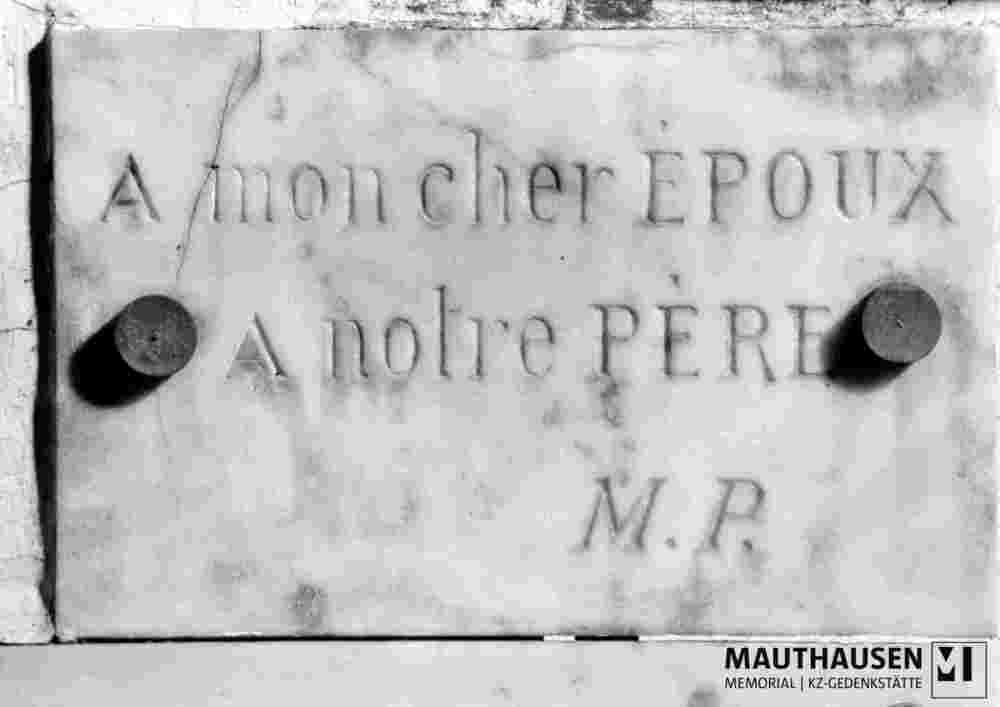 A mon cher ÉPOUX
A notre PÈRE
M.P.
MAUTHAUSEN
MEMORIAL | KZ-GEDENKSTÄTTE